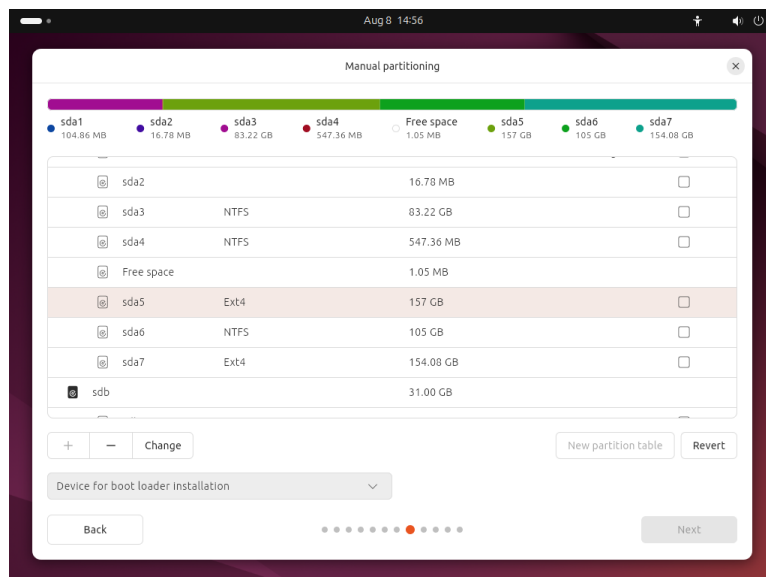 Aug 8 14:56
Manual partitioning
sda1 sda2 sda3 sda4 Free space sda5 sda6 sda7
104.86 MB 16.78 MB 83.22 GB 547.36 MB 1.05 MB 157 GB 105 GB 154.08 GB
sda2 16.78 MB
sda3 NTFS 83.22 GB
sda4 NTFS 547.36 MB
Free space 1.05 MB
sda5 Ext4 157 GB
sda6 NTFS 105 GB
sda7 Ext4 154.08 GB
sdb 31.00 GB
+ − Change New partition table Revert
Device for boot loader installation
Back Next